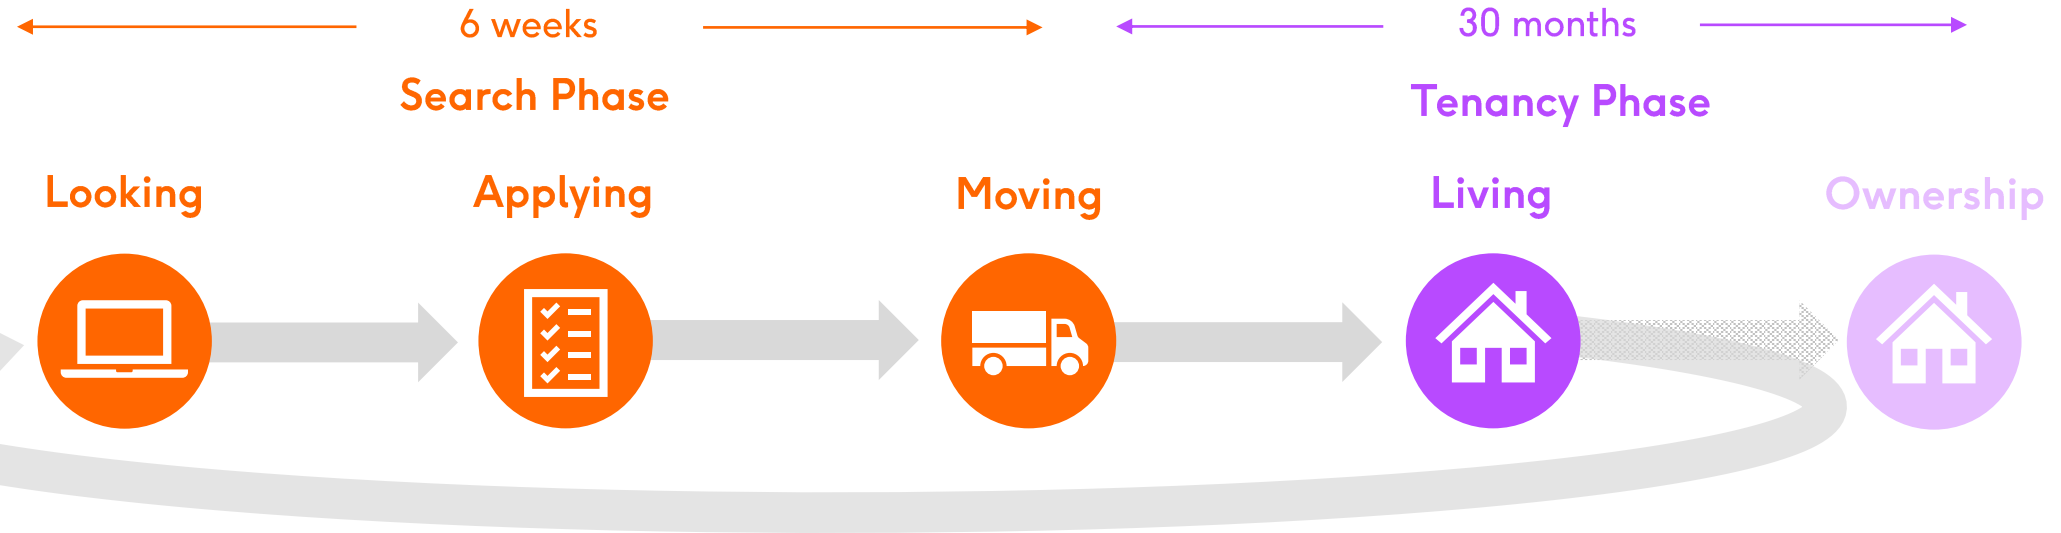 6 weeks
30 months
Search Phase
Tenancy Phase
Looking
Applying
Moving
Living
Ownership